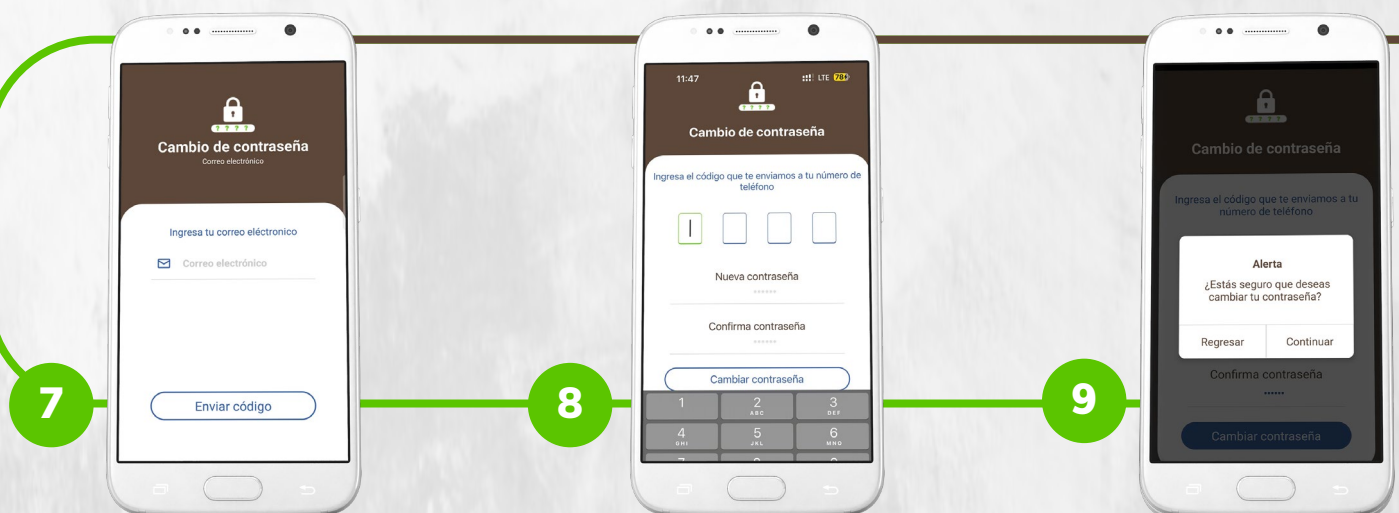 ? ? ? ?
Cambio de contraseña
Correo electrónico
Ingresa tu correo eléctronico
Correo electrónico
Enviar código
7
11:47
LTE 78
? ? ? ?
Cambio de contraseña
Ingresa el código que te enviamos a tu número de
teléfono
Nueva contraseña
Confirma contraseña
Cambiar contraseña
1 2 3
ABC DEF
4 5 6
GHI JKL MNO
8
? ? ? ?
Cambio de contraseña
Ingresa el código que te enviamos a tu
número de teléfono
Alerta
¿Estás seguro que deseas
cambiar tu contraseña?
Regresar Continuar
Confirma contraseña
Cambiar contraseña
9